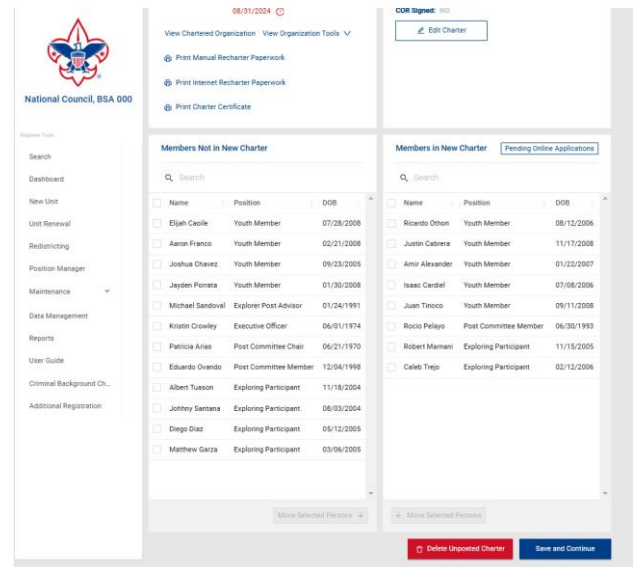 08/31/2024
View Chartered Organization View Organization Tools
Print Manual Recharter Paperwork
Print Internet Recharter Paperwork
Print Charter Certificate
COR Signed: NO
Edit Charter
National Council, BSA 000
Registrar Tools
Search
Dashboard
New Unit
Unit Renewal
Redistricting
Position Manager
Maintenance
Data Management
Reports
User Guide
Criminal Background Ch...
Additional Registration
Members Not in New Charter
Search
Name Position DOB
Elijah Caoile Youth Member 07/28/2008
Aaron Franco Youth Member 02/21/2008
Joshua Chavez Youth Member 09/23/2005
Jayden Porrata Youth Member 01/30/2008
Michael Sandoval Explorer Post Advisor 01/24/1991
Kristin Crowley Executive Officer 06/01/1974
Patricia Arias Post Committee Chair 06/21/1970
Eduardo Ovando Post Committee Member 12/04/1998
Albert Tuason Exploring Participant 11/18/2004
Johhny Santana Exploring Participant 08/03/2004
Diego Diaz Exploring Participant 05/12/2005
Matthew Garza Exploring Participant 03/06/2005
Move Selected Persons →
Members in New Charter Pending Online Applications
Search
Name Position DOB
Ricardo Othon Youth Member 08/12/2006
Justin Cabrera Youth Member 11/17/2008
Amir Alexander Youth Member 01/22/2007
Isaac Cardiel Youth Member 07/08/2006
Juan Tinoco Youth Member 09/11/2008
Rocio Pelayo Post Committee Member 06/30/1993
Robert Mamani Exploring Participant 11/15/2005
Caleb Trejo Exploring Participant 02/12/2006
← Move Selected Persons
Delete Unposted Charter
Save and Continue